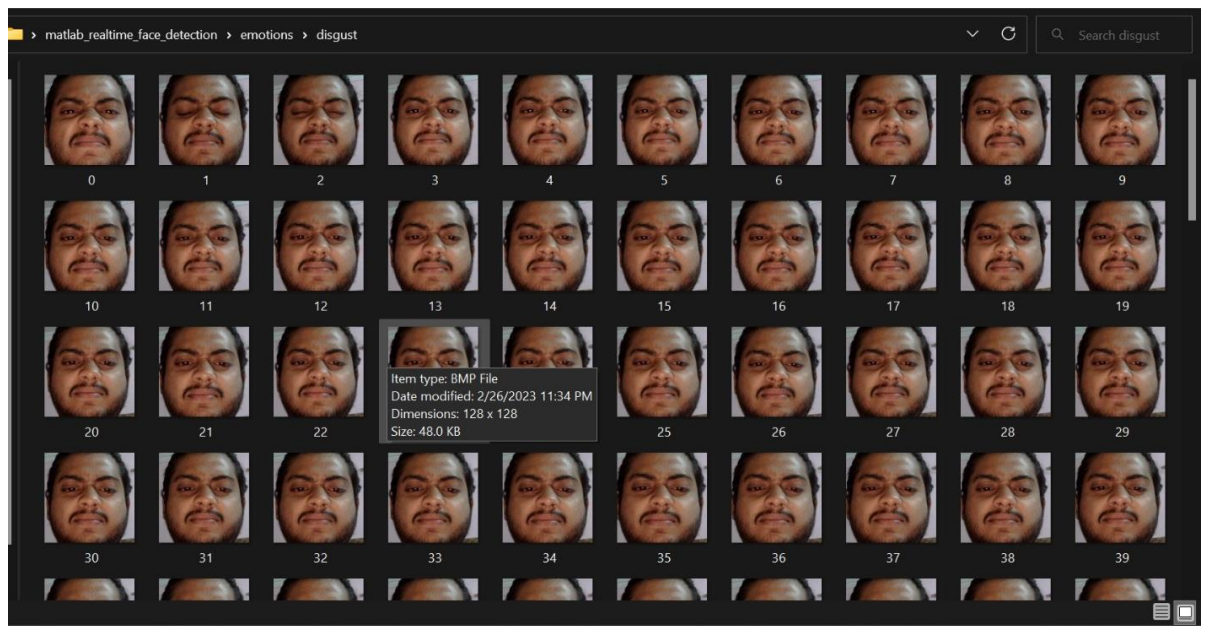 matlab_realtime_face_detection > emotions > disgust
Search disgust
0 1 2 3 4 5 6 7 8 9
10 11 12 13 14 15 16 17 18 19
Item type: BMP File
Date modified: 2/26/2023 11:34 PM
Dimensions: 128 x 128
Size: 48.0 KB
20 21 22 25 26 27 28 29
30 31 32 33 34 35 36 37 38 39